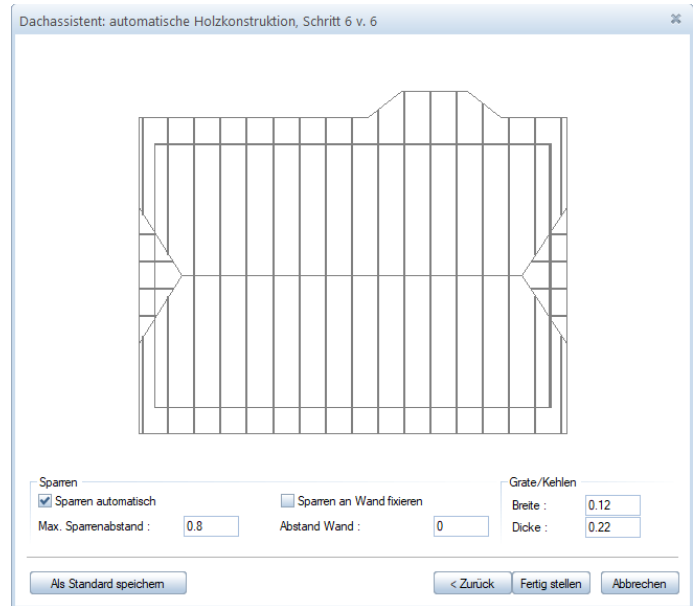 Dachassistent: automatische Holzkonstruktion, Schritt 6 v. 6
Sparren
Sparren automatisch
Sparren an Wand fixieren
Max. Sparrenabstand : 0.8
Abstand Wand : 0
Grate/Kehlen
Breite : 0.12
Dicke : 0.22
Als Standard speichern
< Zurück
Fertig stellen
Abbrechen